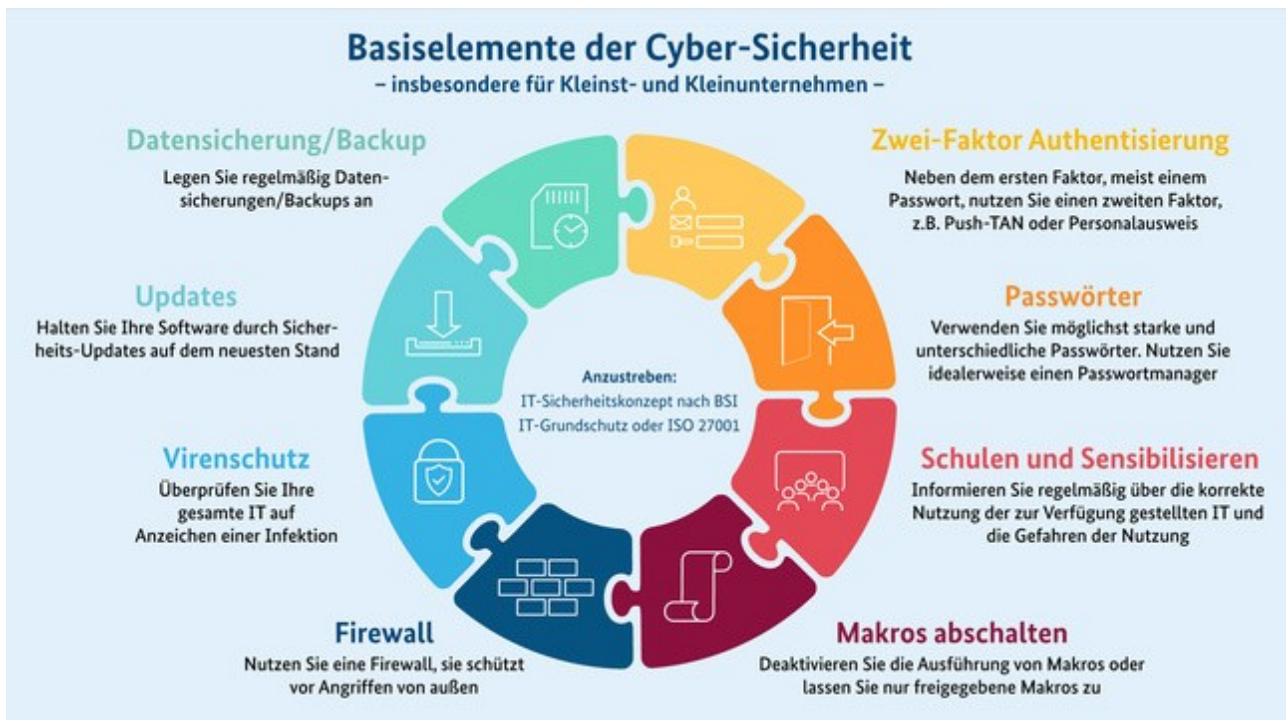 Basiselemente der Cyber-Sicherheit
– insbesondere für Kleinst- und Kleinunternehmen –
Datensicherung/Backup
Legen Sie regelmäßig Daten-
sicherungen/Backups an
Zwei-Faktor Authentisierung
Neben dem ersten Faktor, meist einem
Passwort, nutzen Sie einen zweiten Faktor,
z.B. Push-TAN oder Personalausweis
Updates
Halten Sie Ihre Software durch Sicher-
heits-Updates auf dem neuesten Stand
Passwörter
Verwenden Sie möglichst starke und
unterschiedliche Passwörter. Nutzen Sie
idealerweise einen Passwortmanager
Anzustreben:
IT-Sicherheitskonzept nach BSI
IT-Grundschutz oder ISO 27001
Virenschutz
Überprüfen Sie Ihre
gesamte IT auf
Anzeichen einer Infektion
Schulen und Sensibilisieren
Informieren Sie regelmäßig über die korrekte
Nutzung der zur Verfügung gestellten IT und
die Gefahren der Nutzung
Firewall
Nutzen Sie eine Firewall, sie schützt
vor Angriffen von außen
Makros abschalten
Deaktivieren Sie die Ausführung von Makros oder
lassen Sie nur freigegebene Makros zu